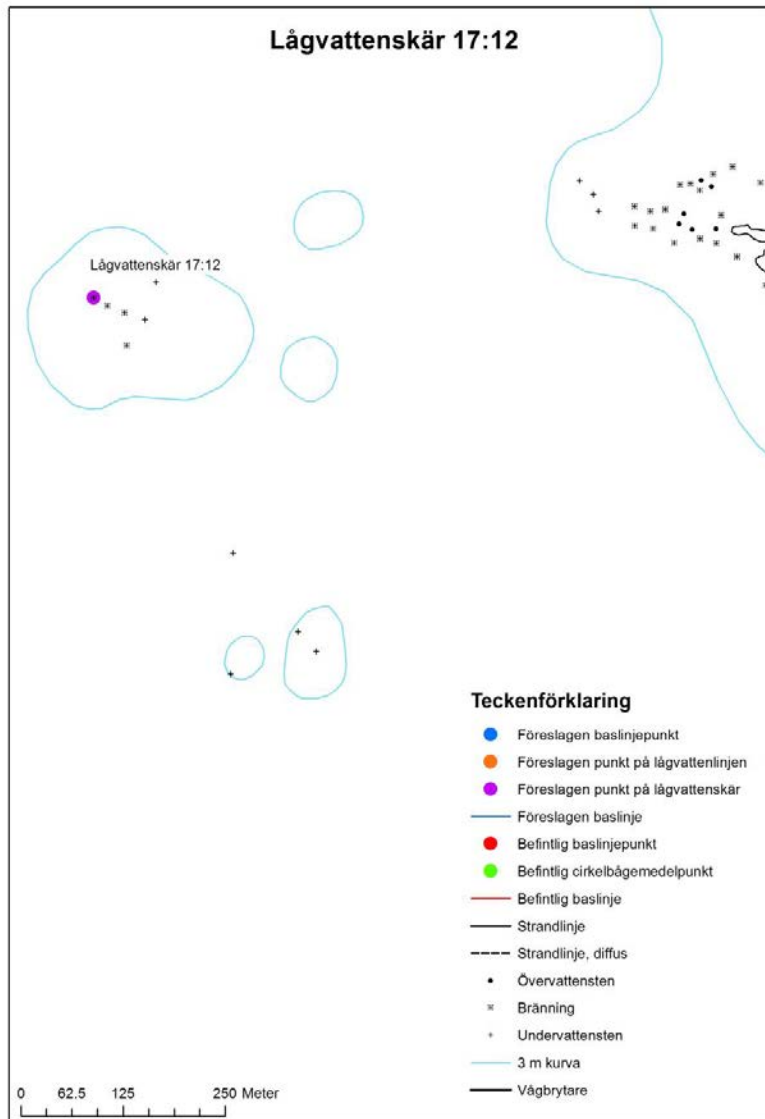 Lågvattenskär 17:12
Lågvattenskär 17:12
Teckenförklaring
Föreslagen baslinjepunkt
Föreslagen punkt på lågvattenlinjen
Föreslagen punkt på lågvattenskär
Föreslagen baslinje
Befintlig baslinjepunkt
Befintlig cirkelbågemedelpunkt
Befintlig baslinje
Strandlinje
Strandlinje, diffus
Övervattensten
Bränning
Undervattensten
3 m kurva
Vågbrytare
0 62.5 125 250 Meter